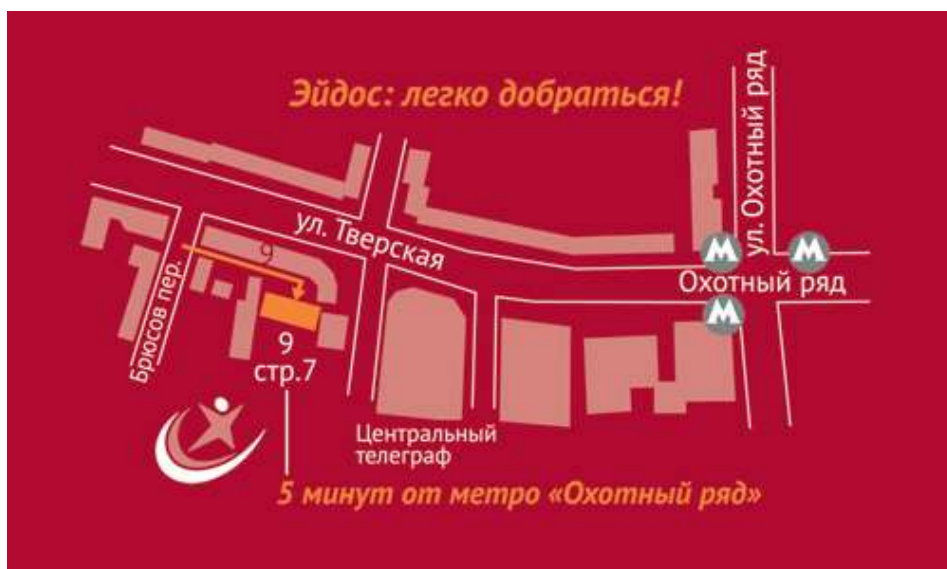 Эйдос: легко добраться!
ул. Охотный ряд
ул. Тверская
М
М
Охотный ряд
М
9
Брюсов пер.
9
стр.7
Центральный
телеграф
5 минут от метро «Охотный ряд»